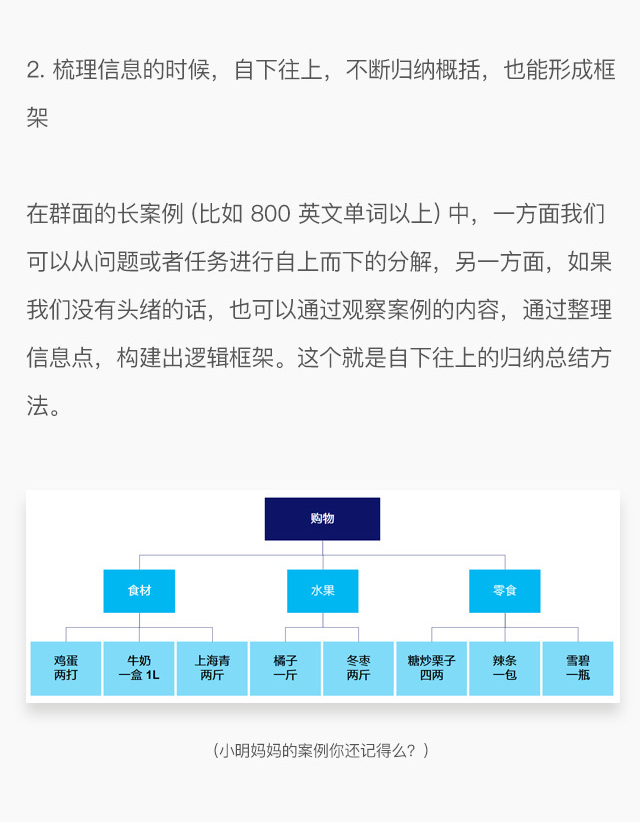 2. 梳理信息的时候，自下往上，不断归纳概括，也能形成框
架
在群面的长案例 (比如 800 英文单词以上) 中，一方面我们
可以从问题或者任务进行自上而下的分解，另一方面，如果
我们没有头绪的话，也可以通过观察案例的内容，通过整理
信息点，构建出逻辑框架。这个就是自下往上的归纳总结方
法。
购物
食材
水果
零食
鸡蛋
两打
牛奶
一盒 1L
上海青
两斤
橘子
一斤
冬枣
两斤
糖炒栗子
四两
辣条
一包
雪碧
一瓶
（小明妈妈的案例你还记得么？）